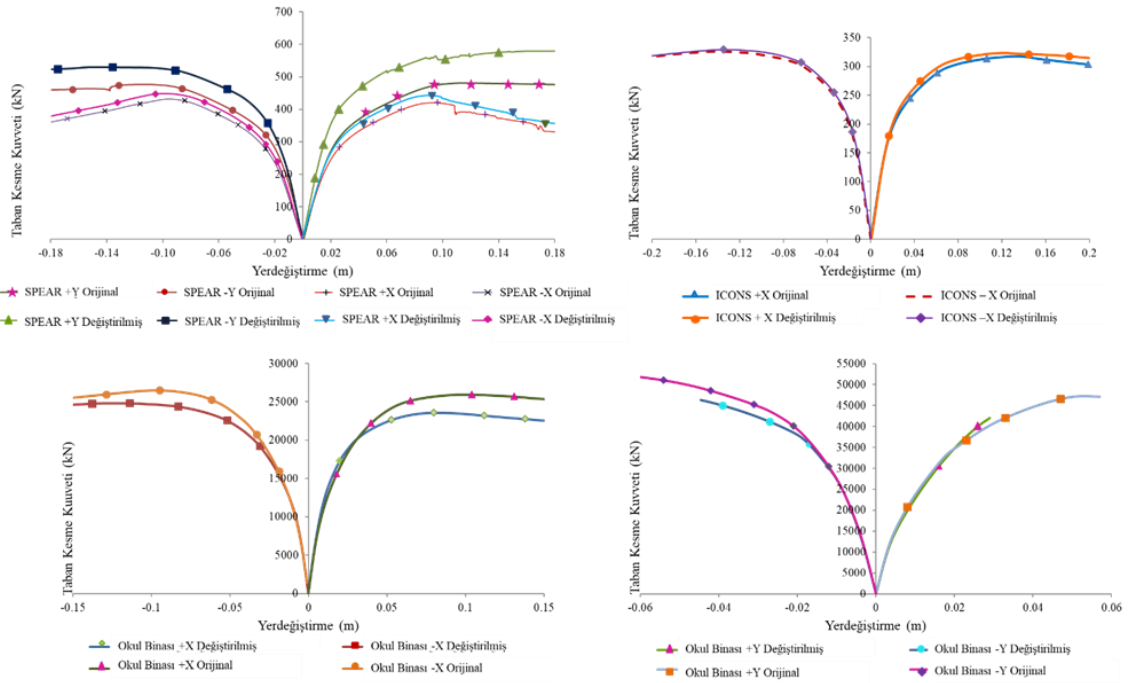 Taban Kesme Kuvveti (kN)
700
600
500
400
300
200
100
0
-0.18 -0.14 -0.10 -0.06 -0.02 0.02 0.06 0.10 0.14 0.18
Yerdeğiştirme (m)
SPEAR +Y Orijinal
SPEAR -Y Orijinal
SPEAR +X Orijinal
SPEAR -X Orijinal
SPEAR +Y Değiştirilmiş
SPEAR -Y Değiştirilmiş
SPEAR +X Değiştirilmiş
SPEAR -X Değiştirilmiş
Taban Kesme Kuvveti (kN)
350
300
250
200
150
100
50
0
-0.2 -0.16 -0.12 -0.08 -0.04 0 0.04 0.08 0.12 0.16 0.2
Yerdeğiştirme (m)
ICONS +X Orijinal
ICONS – X Orijinal
ICONS + X Değiştirilmiş
ICONS –X Değiştirilmiş
Taban Kesme Kuuvveti (kN)
30000
25000
20000
15000
10000
5000
0
-0.15 -0.1 -0.05 0 0.05 0.1 0.15
Yerdeğiştirme (m)
Okul Binası +X Değiştirilmiş
Okul Binası -X Değiştirilmiş
Okul Binası +X Orijinal
Okul Binası -X Orijinal
Taban Kesme Kuvveti (kN)
55000
50000
45000
40000
35000
30000
25000
20000
15000
10000
5000
0
-0.06 -0.04 -0.02 0 0.02 0.04 0.06
Yerdeğiştirme (m)
Okul Binası +Y Değiştirilmiş
Okul Binası -Y Değiştirilmiş
Okul Binası +Y Orijinal
Okul Binası -Y Orijinal